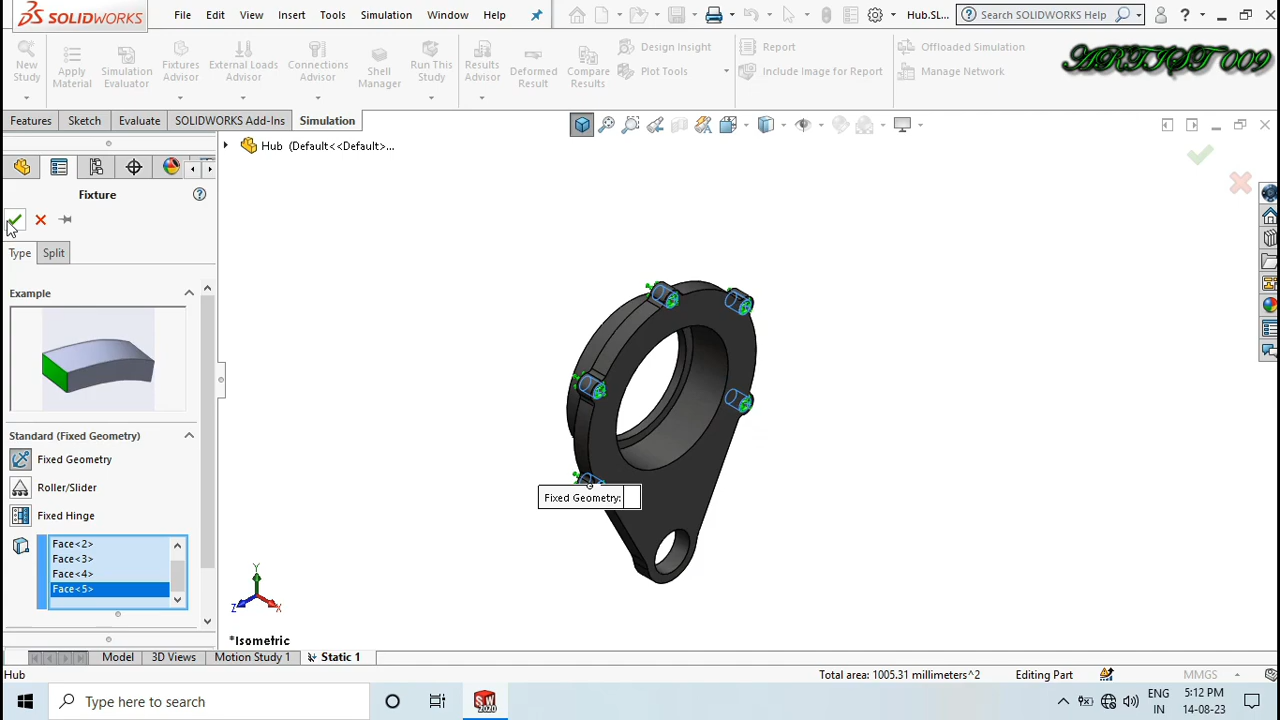 SOLIDWORKS
File Edit View Insert Tools Simulation Window Help
Hub.SL...
Search SOLIDWORKS Help
?
New Study
Apply Material
Simulation Evaluator
Fixtures Advisor
External Loads Advisor
Connections Advisor
Shell Manager
Run This Study
Results Advisor
Deformed Result
Compare Results
Design Insight
Plot Tools
Report
Include Image for Report
Offloaded Simulation
Manage Network
ARTIST 009
Features Sketch Evaluate SOLIDWORKS Add-Ins Simulation
Hub (Default<<Default>...
Fixture
?
Type Split
Example
Standard (Fixed Geometry)
Fixed Geometry
Roller/Slider
Fixed Hinge
Face<2>
Face<3>
Face<4>
Face<5>
Fixed Geometry:
Y
Z X
*Isometric
Model 3D Views Motion Study 1 Static 1
Hub
Total area: 1005.31 millimeters^2 Editing Part MMGS
Type here to search
SW 2020
ENG IN
5:12 PM
14-08-23